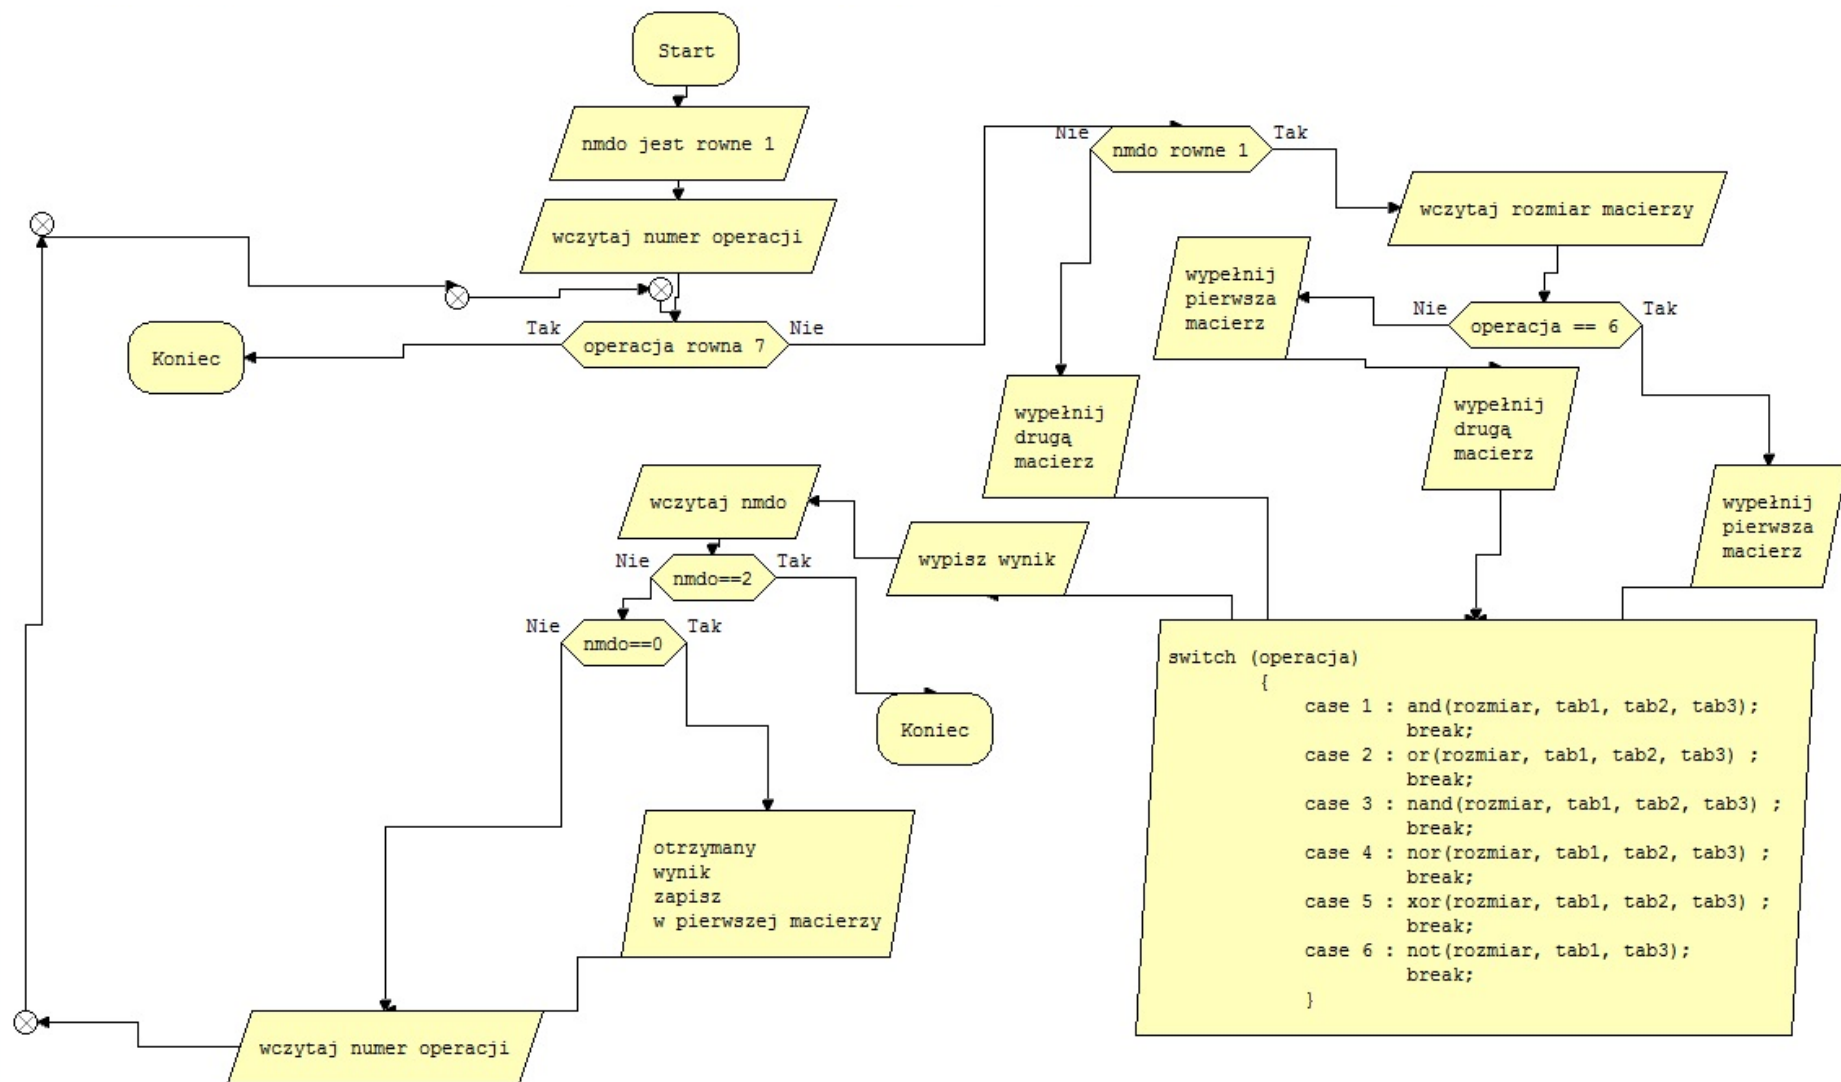 Start
nmdo jest rowne 1
wczytaj numer operacji
Tak
operacja rowna 7
Nie
Koniec
Nie
nmdo rowne 1
Tak
wczytaj rozmiar macierzy
Nie
operacja == 6
Tak
wypełnij
pierwsza
macierz
wypełnij
drugą
macierz
wypełnij
drugą
macierz
wypełnij
pierwsza
macierz
switch (operacja)
{
case 1 : and(rozmiar, tab1, tab2, tab3);
break;
case 2 : or(rozmiar, tab1, tab2, tab3) ;
break;
case 3 : nand(rozmiar, tab1, tab2, tab3) ;
break;
case 4 : nor(rozmiar, tab1, tab2, tab3) ;
break;
case 5 : xor(rozmiar, tab1, tab2, tab3) ;
break;
case 6 : not(rozmiar, tab1, tab3);
break;
}
wypisz wynik
wczytaj nmdo
Nie
nmdo==2
Tak
Koniec
Nie
nmdo==0
Tak
otrzymany
wynik
zapisz
w pierwszej macierzy
wczytaj numer operacji